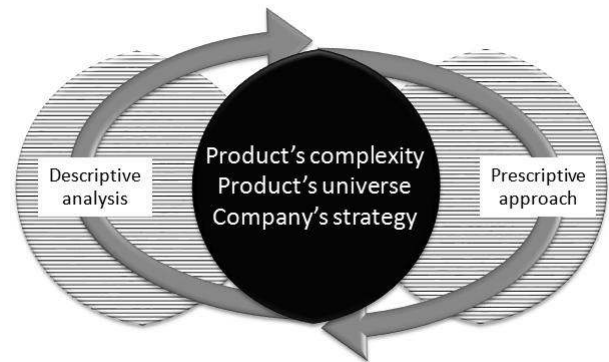 Descriptive
analysis
Product's complexity
Product's universe
Company's strategy
Prescriptive
approach